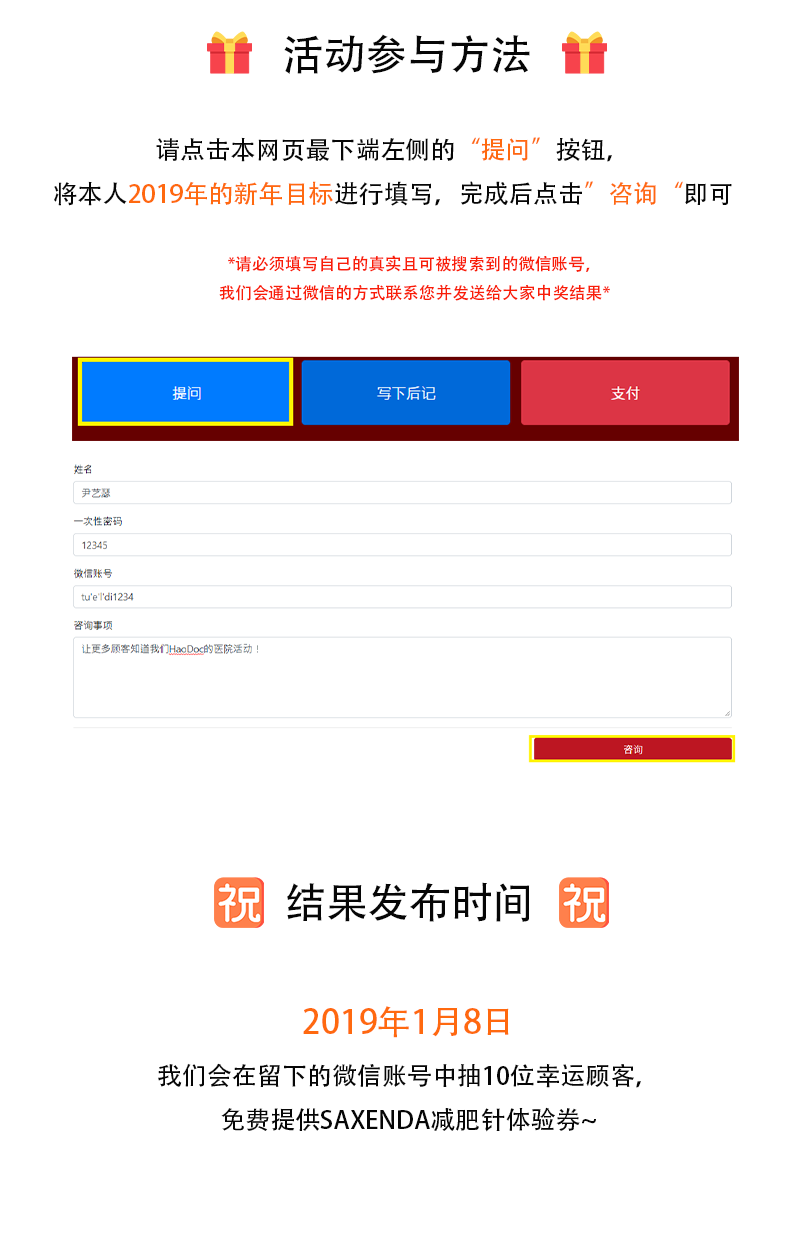 活动参与方法
请点击本网页最下端左侧的“提问”按钮,
将本人2019年的新年目标进行填写，完成后点击”咨询“即可
*请必须填写自己的真实且可被搜索到的微信账号,
我们会通过微信的方式联系您并发送给大家中奖结果*
提问 写下后记 支付
姓名
尹艺瑟
一次性密码
12345
微信账号
tu'e'l'di1234
咨询事项
让更多顾客知道我们HaoDoc的医院活动！
咨询
祝 结果发布时间 祝
2019年1月8日
我们会在留下的微信账号中抽10位幸运顾客,
免费提供SAXENDA减肥针体验券~